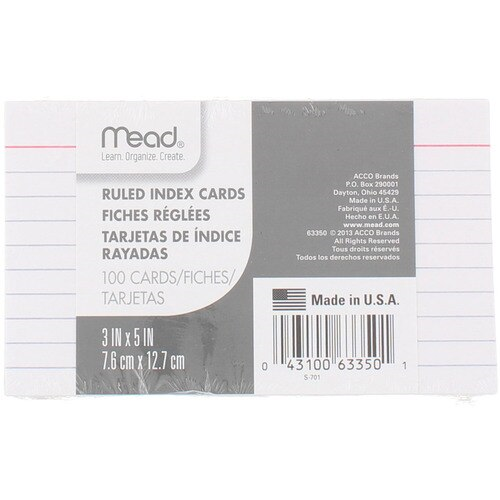 Mead®
Learn. Organize. Create.
RULED INDEX CARDS
FICHES RÉGLÉES
TARJETAS DE ÍNDICE
RAYADAS
100 CARDS/FICHES/
TARJETAS
3 IN x 5 IN
7.6 cm x 12.7 cm
ACCO Brands
P.O. Box 290001
Dayton, Ohio 45429
Made in U.S.A.
Fabriqué aux É.-U.
Hecho en E.U.A.
www.mead.com
63350 © 2013 ACCO Brands
All Rights Reserved
Tous droits réservés
Todos los derechos reservados
Made in U.S.A.
0 43100 63350 1
S-701